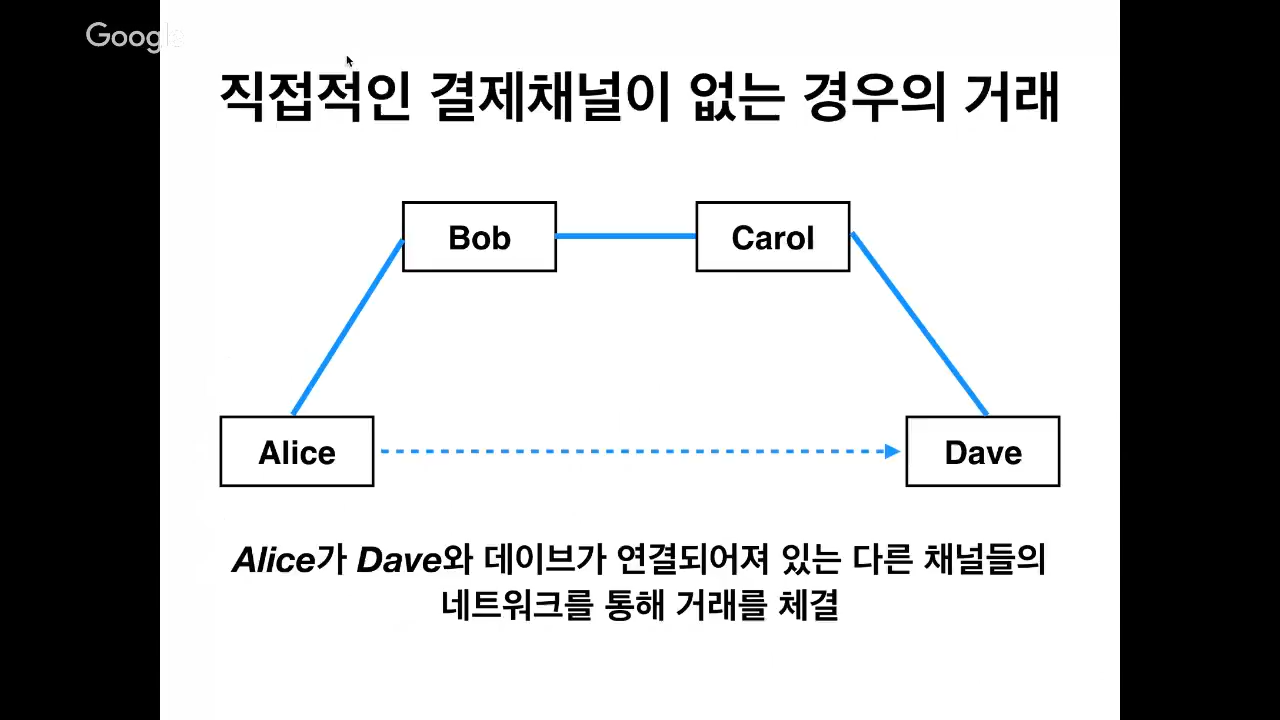 Google
직접적인 결제채널이 없는 경우의 거래
Bob
Carol
Alice
Dave
Alice가 Dave와 데이브가 연결되어져 있는 다른 채널들의
네트워크를 통해 거래를 체결